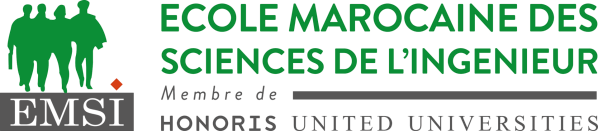 ECOLE MAROCAINE DES
SCIENCES DE L'INGENIEUR
Membre de
HONORIS UNITED UNIVERSITIES
EMSI